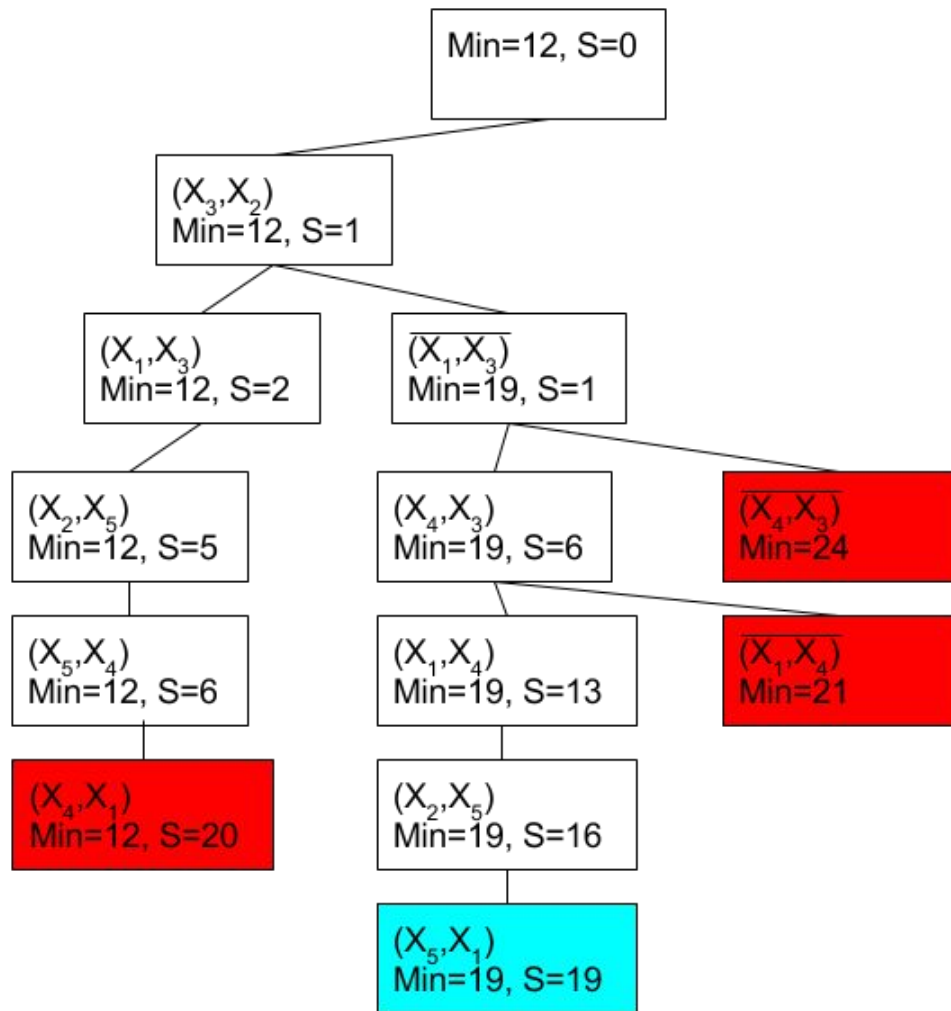 Min=12, S=0
(X₃,X₂)
Min=12, S=1
(X₁,X₃)
Min=12, S=2
(X₁,X₃)
Min=19, S=1
(X₂,X₅)
Min=12, S=5
(X₄,X₃)
Min=19, S=6
(X₄,X₃)
Min=24
(X₅,X₄)
Min=12, S=6
(X₁,X₄)
Min=19, S=13
(X₁,X₄)
Min=21
(X₄,X₁)
Min=12, S=20
(X₂,X₅)
Min=19, S=16
(X₅,X₁)
Min=19, S=19